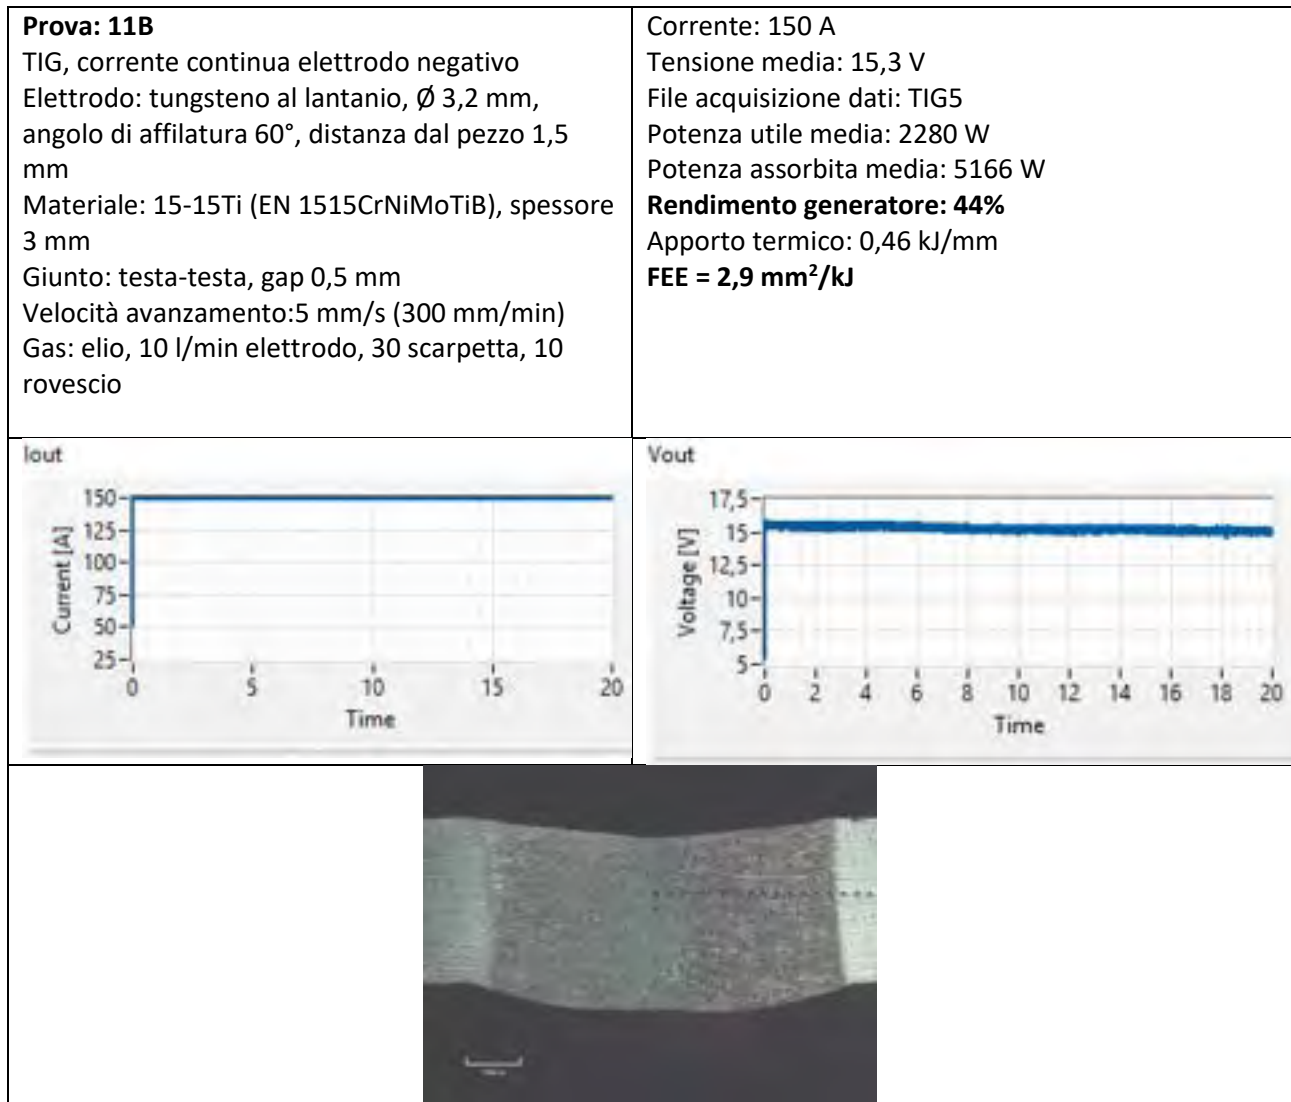 Prova: 11B
TIG, corrente continua elettrodo negativo
Elettrodo: tungsteno al lantanio, Ø 3,2 mm,
angolo di affilatura 60°, distanza dal pezzo 1,5
mm
Materiale: 15-15Ti (EN 1515CrNiMoTiB), spessore
3 mm
Giunto: testa-testa, gap 0,5 mm
Velocità avanzamento:5 mm/s (300 mm/min)
Gas: elio, 10 l/min elettrodo, 30 scarpetta, 10
rovescio
Corrente: 150 A
Tensione media: 15,3 V
File acquisizione dati: TIG5
Potenza utile media: 2280 W
Potenza assorbita media: 5166 W
Rendimento generatore: 44%
Apporto termico: 0,46 kJ/mm
FEE = 2,9 mm²/kJ
Iout
Current [A]
150
125
100
75
50
25
0 5 10 15 20
Time
Vout
Voltage [V]
17,5
15
12,5
10
7,5
5
0 2 4 6 8 10 12 14 16 18 20
Time